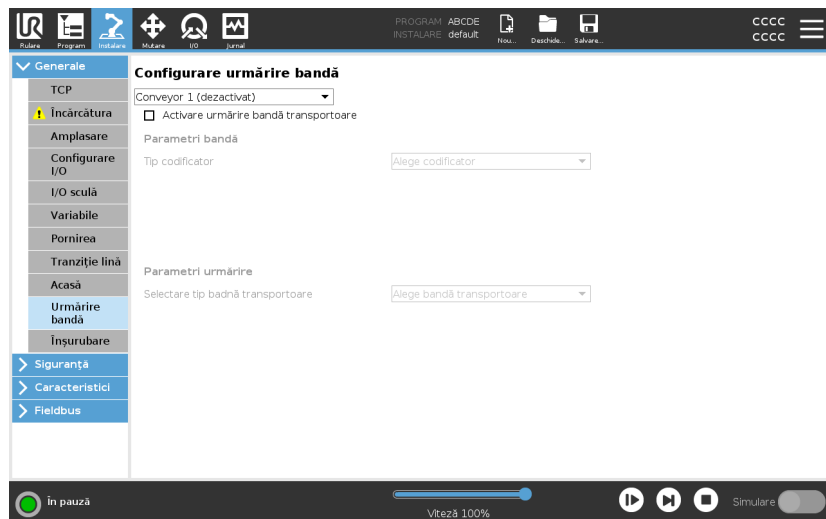 PROGRAM ABCDE
INSTALARE default
cccc
cccc
Rulare Program Instalare Mutare I/O Jurnal Nou... Deschide... Salvare...
Generale
TCP
Încărcătura
Amplasare
Configurare
I/O
I/O sculă
Variabile
Pornirea
Tranziție lină
Acasă
Urmărire
bandă
Înșurubare
Siguranță
Caracteristici
Fieldbus
Configurare urmărire bandă
Conveyor 1 (dezactivat)
Activare urmărire bandă transportoare
Parametri bandă
Tip codificator Alege codificator
Parametri urmărire
Selectare tip badnă transportoare Alege bandă transportoare
În pauză
Viteză 100%
Simulare